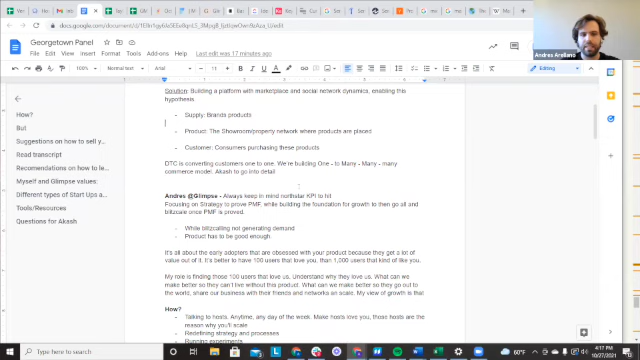 docs.google.com/document/d/
Georgetown Panel
File Edit View Insert Format Tools Add-ons Help Last edit was 17 minutes ago
Andres Arellano
100%
11
Editing
How?
But
Suggestions on how to sell y...
Read transcript
Recomendations on how to lea...
Myself and Glimpse values:
Different types of Start Ups a...
Tools/Resources
Questions for Akash
Solution: Building a platform with marketplace and social network dynamics, enabling this
hypothesis
- Supply: Brands products
- Product: The Showroom/property network where products are placed
- Customer: Consumers purchasing these products
DTC is converting customers one to one. We're building One - to Many - Many - many
commerce model. Akash to go into detail
Andres @Glimpse - Always keep in mind northstar KPI to hit
Focusing on Strategy to prove PMF, while building the foundation for growth to then go all and
blitzcale once PMF is proved.
- While blizcalling not generating demand
- Product has to be good enough.
It's all about the early adopters that are obsessed with your product because they get a lot of
value out of it. It's better to have 100 users that love you, than 1,000 users that kind of like you.
My role is finding those 100 users that love us. Understand why they love us. What can we
make better so they can't live without this product. What can we make better so they go out to
the world, share our business with their friends and networks an scale. My view of growth is that
How?
- Talking to hosts. Anytime, any day of the week. Make hosts love you, those hosts are the
reason why you'll scale
- Redefining strategy and processes
- Running experiments
60°F
4:17 PM
10/27/2021